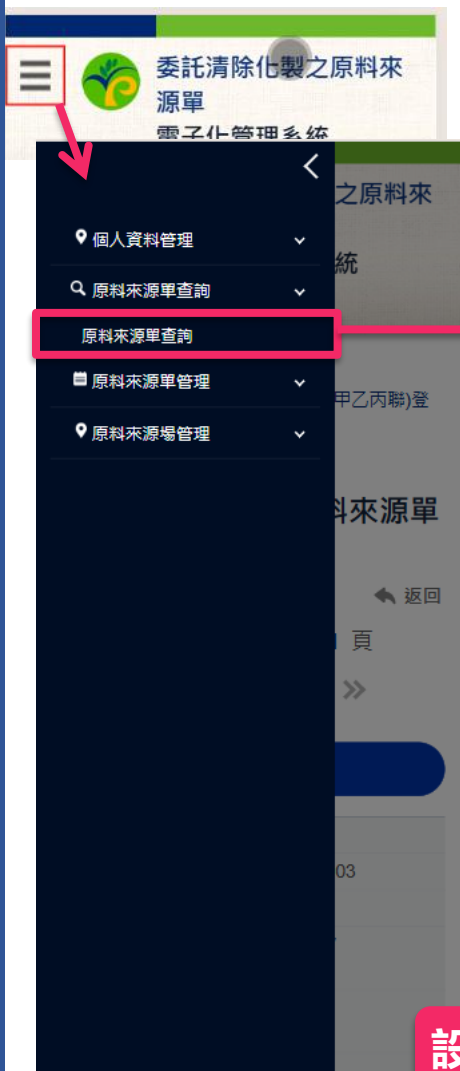 委託清除化製之原料來
源單
電子化管理系統
之原料來
統
個人資料管理
原料來源單查詢
原料來源單查詢
原料來源單管理
甲乙丙聯)登
原料來源場管理
料來源單
返回
頁
03
設